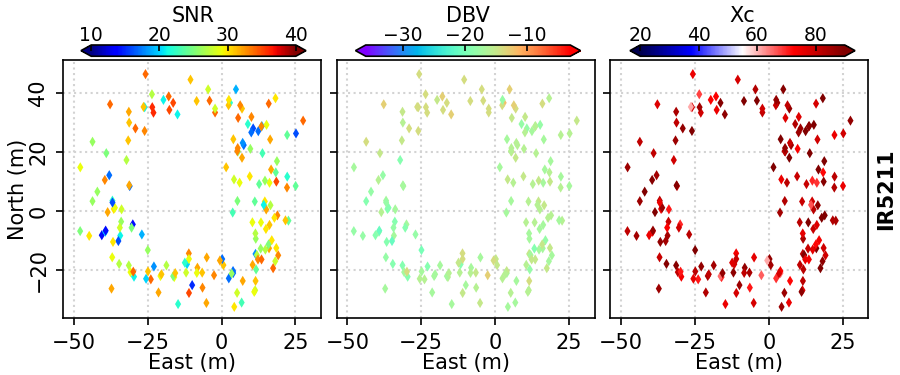 SNR DBV Xc
10 20 30 40 −30 −20 −10 20 40 60 80
40
20
0
−20
North (m)
−50 −25 0 25 −50 −25 0 25 −50 −25 0 25
East (m) East (m) East (m)
IR5211